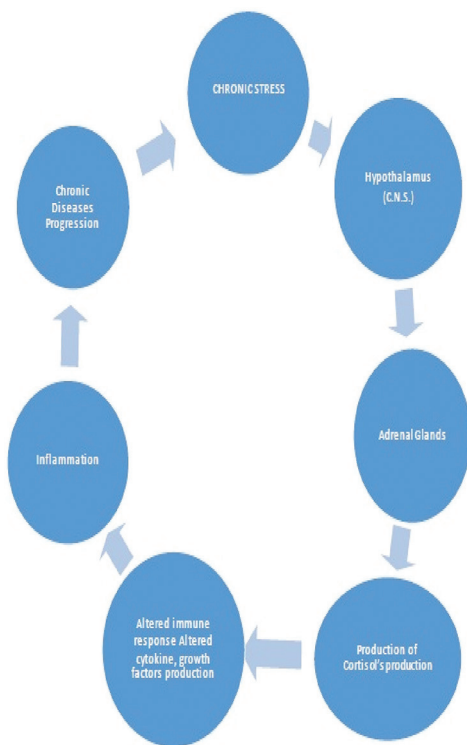 CHRONIC STRESS
Hypothalamus
(C.N.S.)
Adrenal Glands
Production of
Cortisol's production
Altered immune
response Altered
cytokine, growth
factors production
Inflammation
Chronic
Diseases
Progression